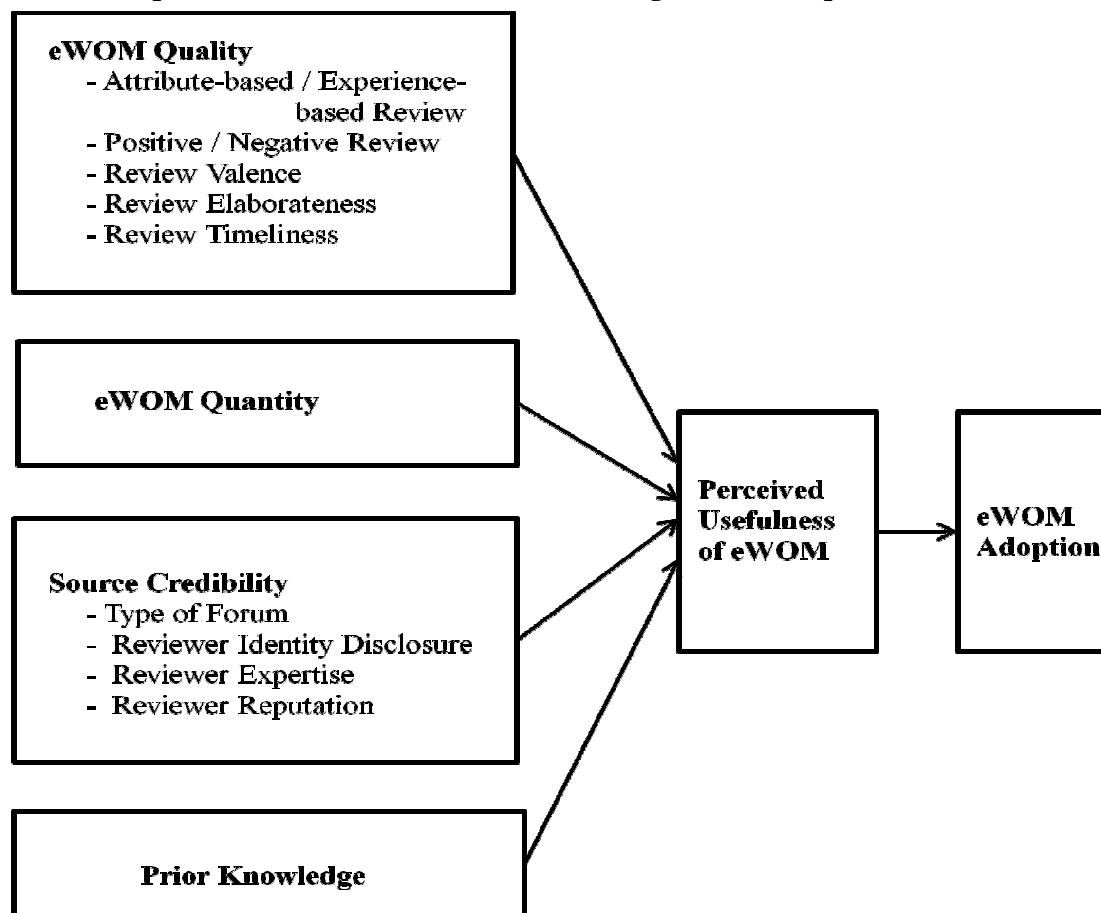 eWOM Quality
- Attribute-based / Experience-
based Review
- Positive / Negative Review
- Review Valence
- Review Elaborateness
- Review Timeliness
eWOM Quantity
Source Credibility
- Type of Forum
- Reviewer Identity Disclosure
- Reviewer Expertise
- Reviewer Reputation
Prior Knowledge
Perceived
Usefulness
of eWOM
eWOM
Adoption